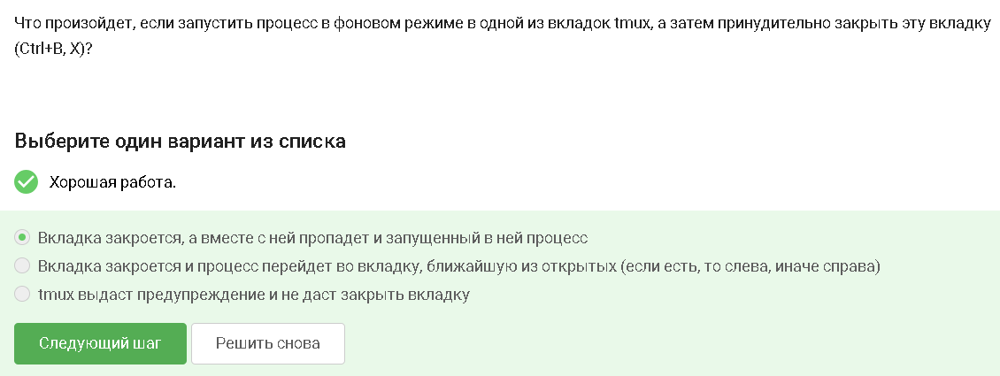 Что произойдет, если запустить процесс в фоновом режиме в одной из вкладок tmux, а затем принудительно закрыть эту вкладку
(Ctrl+B, X)?
Выберите один вариант из списка
Хорошая работа.
Вкладка закроется, а вместе с ней пропадет и запущенный в ней процесс
Вкладка закроется и процесс перейдет во вкладку, ближайшую из открытых (если есть, то слева, иначе справа)
tmux выдаст предупреждение и не даст закрыть вкладку
Следующий шаг
Решить снова